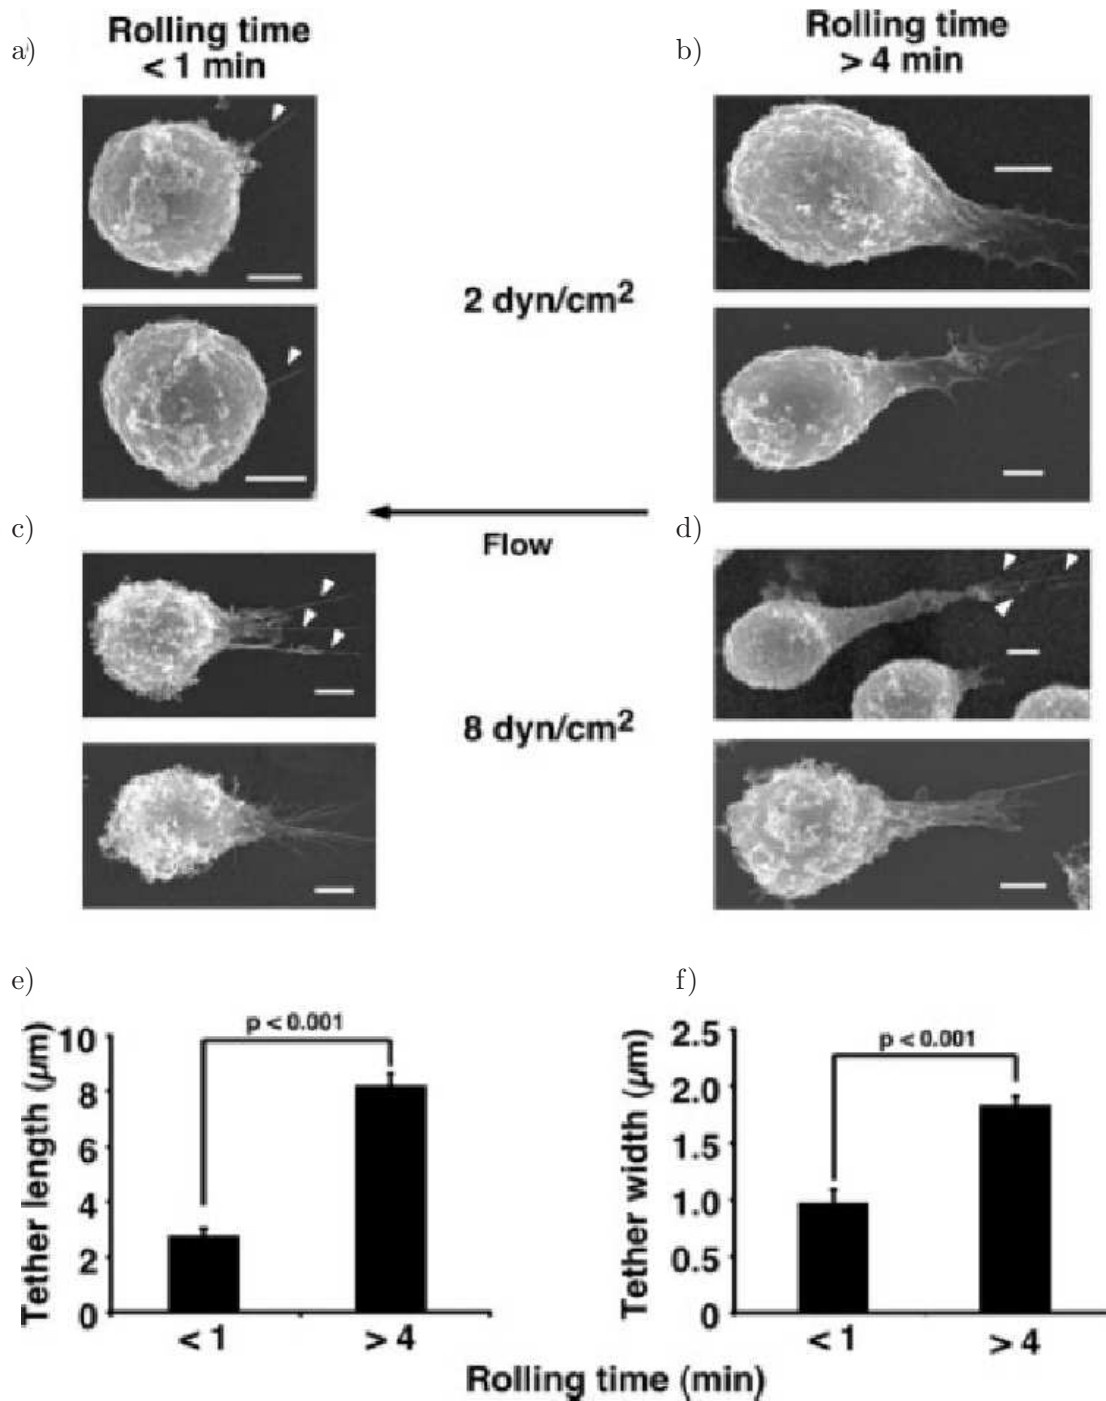 a)
Rolling time
< 1 min
b)
Rolling time
> 4 min
2 dyn/cm²
c)
Flow
d)
8 dyn/cm²
e)
p < 0.001
Tether length (µm)
10
8
6
4
2
0
< 1
> 4
f)
p < 0.001
Tether width (µm)
2.5
2.0
1.5
1.0
0.5
0
< 1
> 4
Rolling time (min)